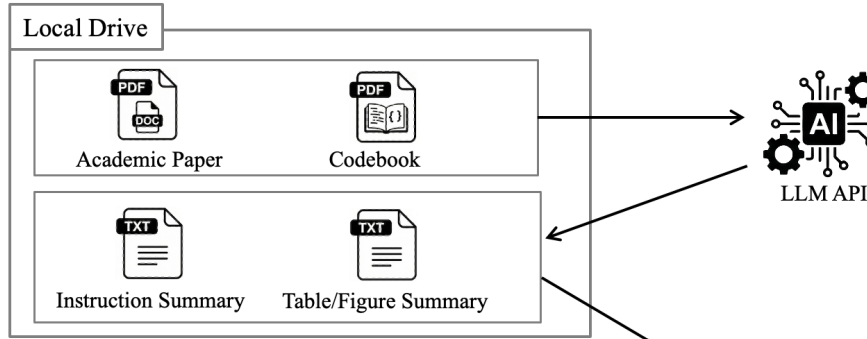 Local Drive
PDF
DOC
Academic Paper
PDF
{}
Codebook
AI
LLM API
TXT
Instruction Summary
TXT
Table/Figure Summary